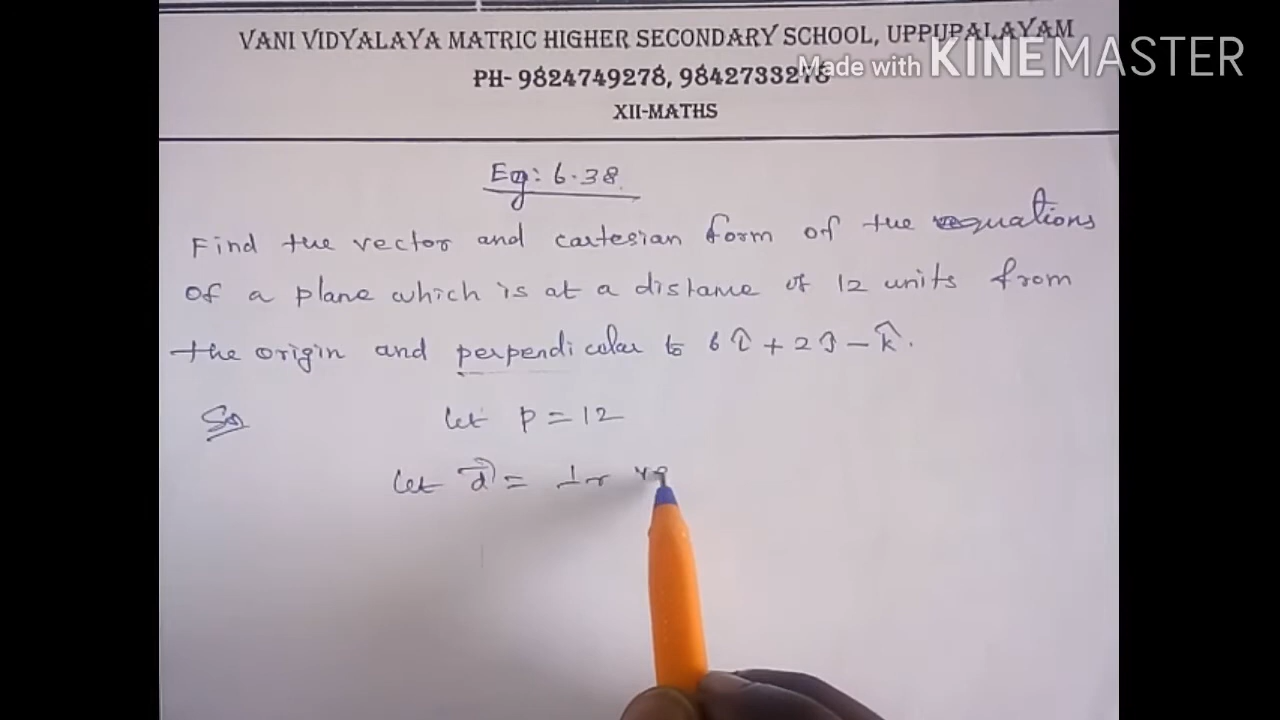 VANI VIDYALAYA MATRIC HIGHER SECONDARY SCHOOL, UPPUPALAYAM
Made with KINEMASTER
PH- 9824749278, 9842733278
XII-MATHS
Eg: 6.38
Find the vector and cartesian form of the equations
of a plane which is at a distance of 12 units from
the origin and perpendicular to 6î + 2ĵ - k̂.
Sol
let p = 12
let d⃗ = ⊥r ve